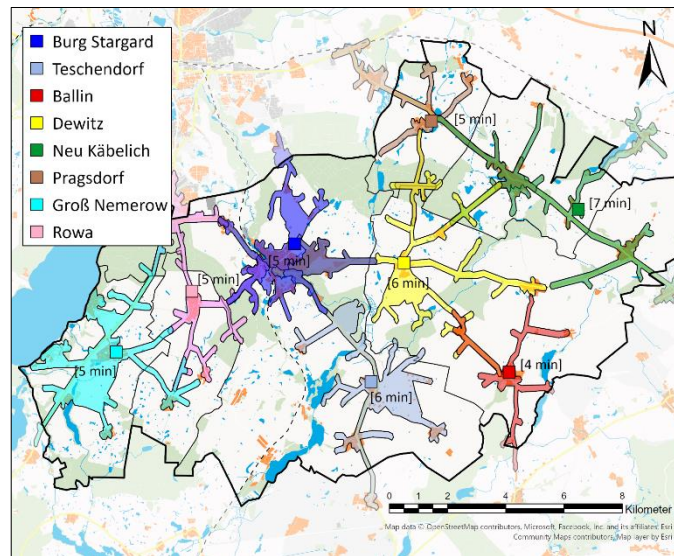 Burg Stargard
Teschendorf
Ballin
Dewitz
Neu Käbelich
Pragsdorf
Groß Nemerow
Rowa
N
[5 min]
[7 min]
[5 min]
[5 min]
[6 min]
[5 min]
[4 min]
[6 min]
0 1 2 4 6 8
Kilometer
Map data © OpenStreetMap contributors, Microsoft, Facebook, Inc. and its affiliates, Esri
Community Maps contributors, Map layer by Esri